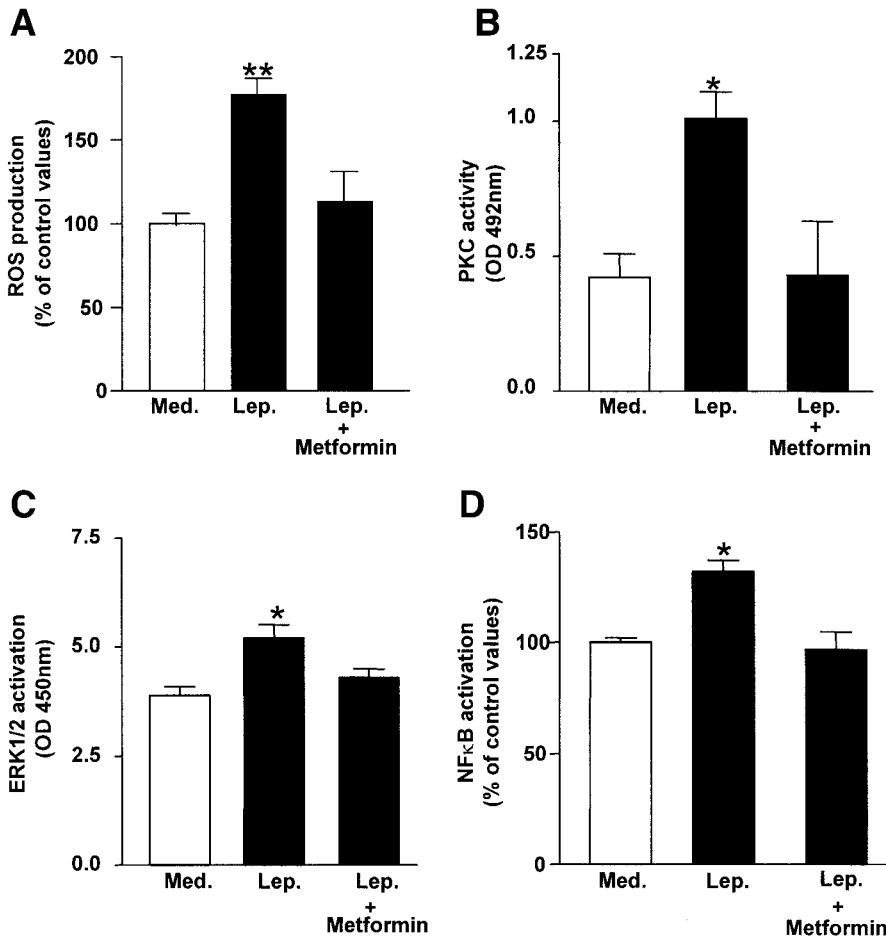 A
ROS production
(% of control values)
200
150
100
50
0
**
Med.
Lep.
Lep.
+
Metformin
B
PKC activity
(OD 492nm)
1.25
1.0
0.5
0.0
*
Med.
Lep.
Lep.
+
Metformin
C
ERK1/2 activation
(OD 450nm)
7.5
5.0
2.5
0.0
*
Med.
Lep.
Lep.
+
Metformin
D
NFκB activation
(% of control values)
150
100
50
0
*
Med.
Lep.
Lep.
+
Metformin